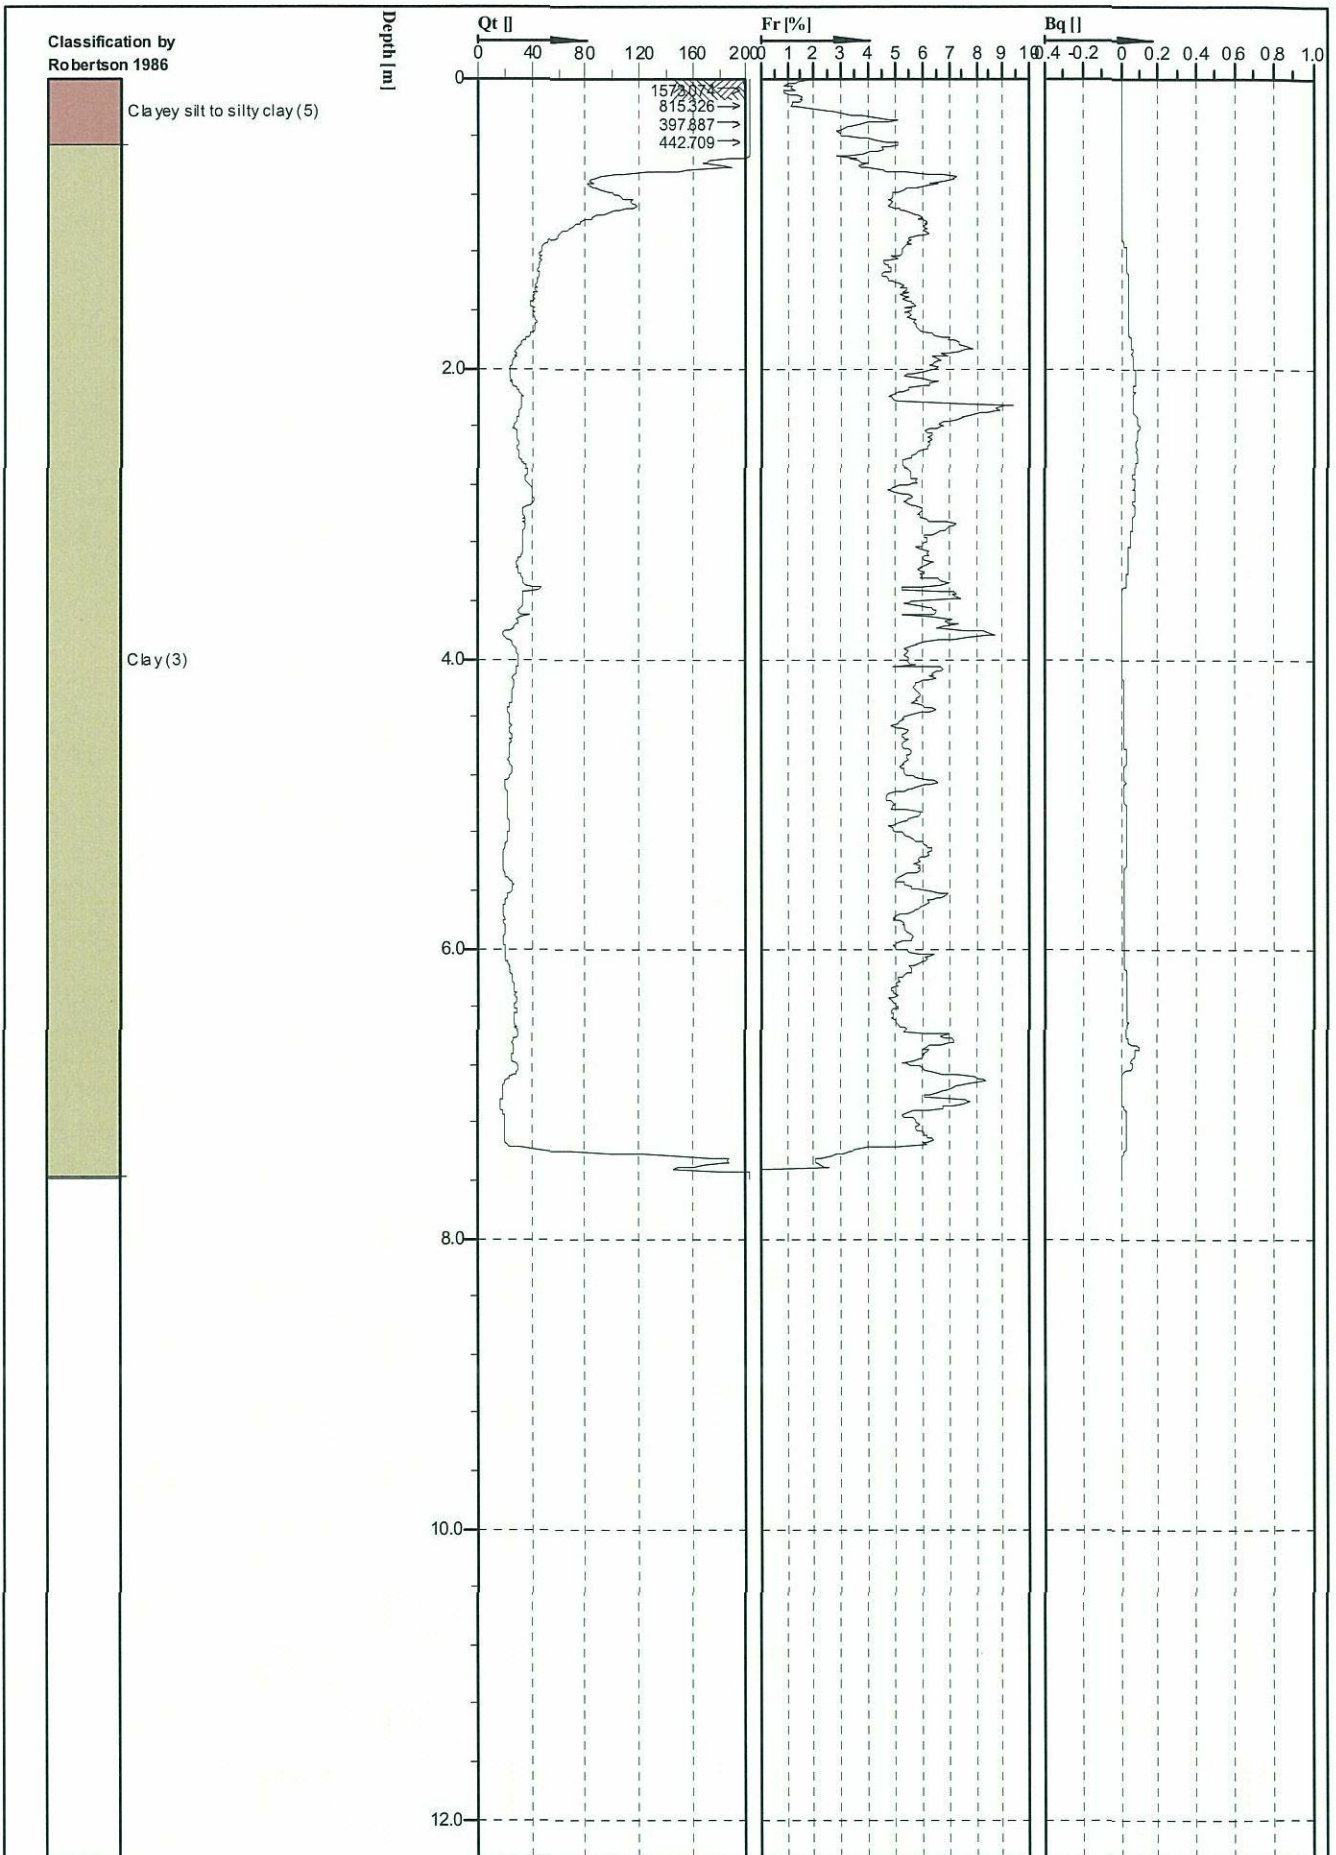 Classification by
Robertson 1986
Clayey silt to silty clay (5)
Clay (3)
Depth [m]
Qt []
0 40 80 120 160 200
Fr [%]
0 1 2 3 4 5 6 7 8 9 10
Bq []
-0.2 0 0.2 0.4 0.6 0.8 1.0
0
815.326
397.887
442.709
2.0
4.0
6.0
8.0
10.0
12.0